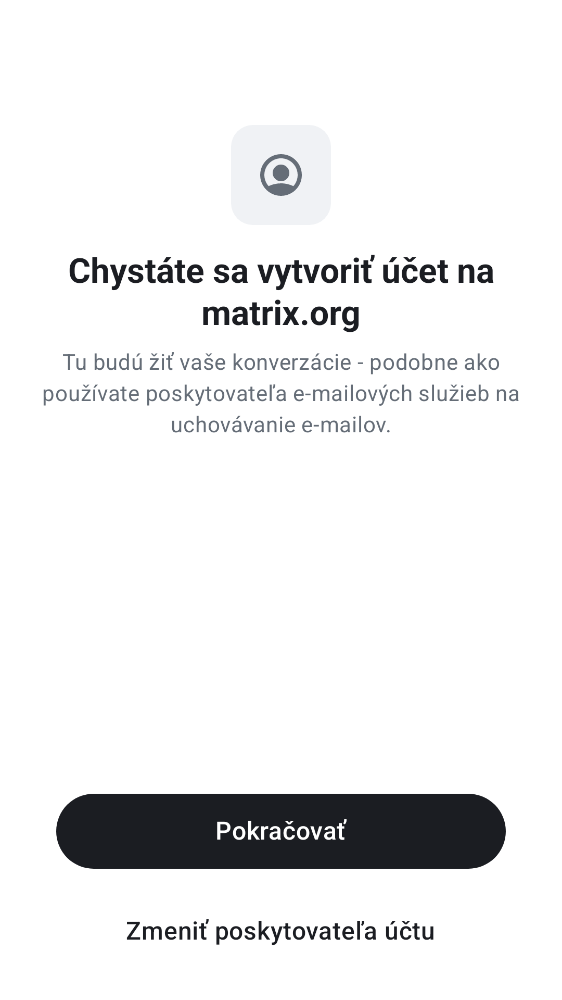 Chystáte sa vytvoriť účet na
matrix.org
Tu budú žiť vaše konverzácie - podobne ako
používate poskytovateľa e-mailových služieb na
uchovávanie e-mailov.
Pokračovať
Zmeniť poskytovateľa účtu